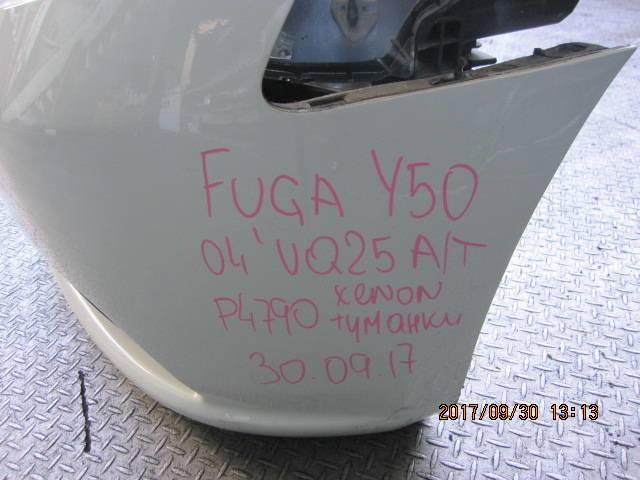 FUGA Y50
04' VQ25 A/T
P4790 xenon
+туманки
30.09.17
2017/09/30 13:13